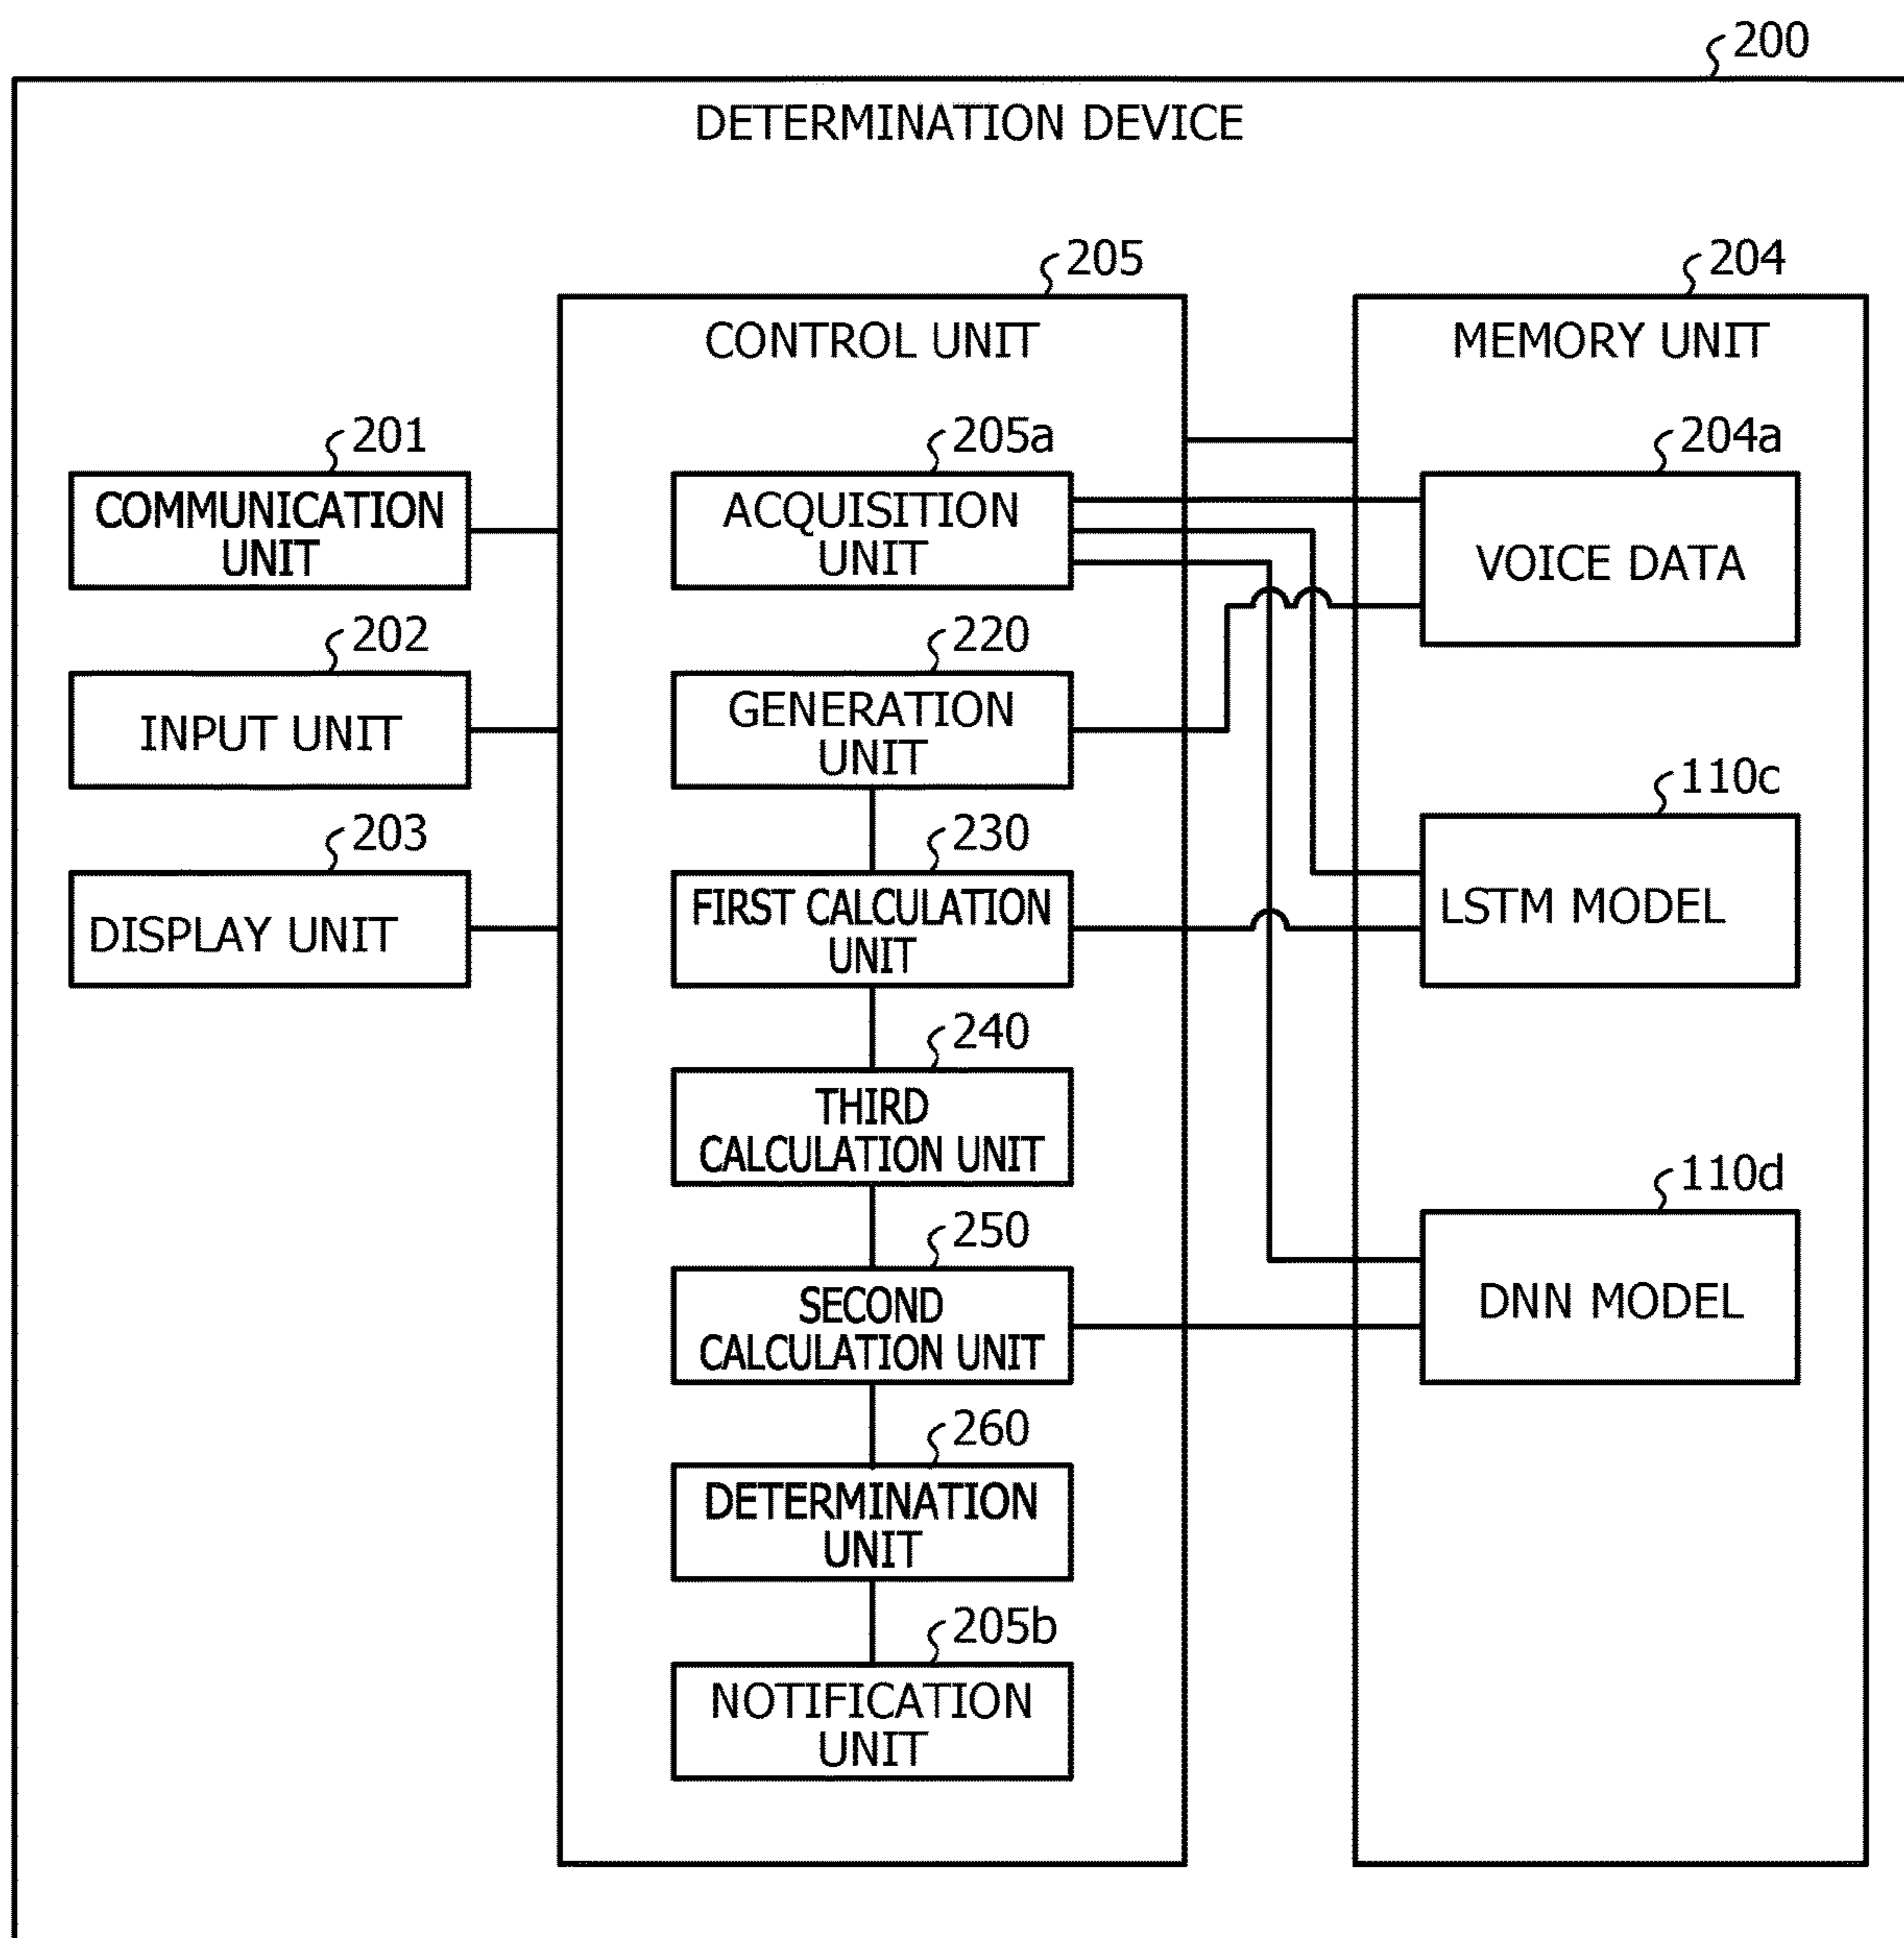 200
DETERMINATION DEVICE
205
CONTROL UNIT
204
MEMORY UNIT
201
COMMUNICATION
UNIT
202
INPUT UNIT
203
DISPLAY UNIT
205a
ACQUISITION
UNIT
220
GENERATION
UNIT
230
FIRST CALCULATION
UNIT
240
THIRD
CALCULATION UNIT
250
SECOND
CALCULATION UNIT
260
DETERMINATION
UNIT
205b
NOTIFICATION
UNIT
204a
VOICE DATA
110c
LSTM MODEL
110d
DNN MODEL